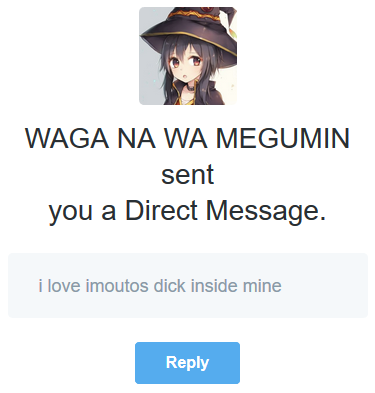 WAGA NA WA MEGUMIN
sent
you a Direct Message.
i love imoutos dick inside mine
Reply